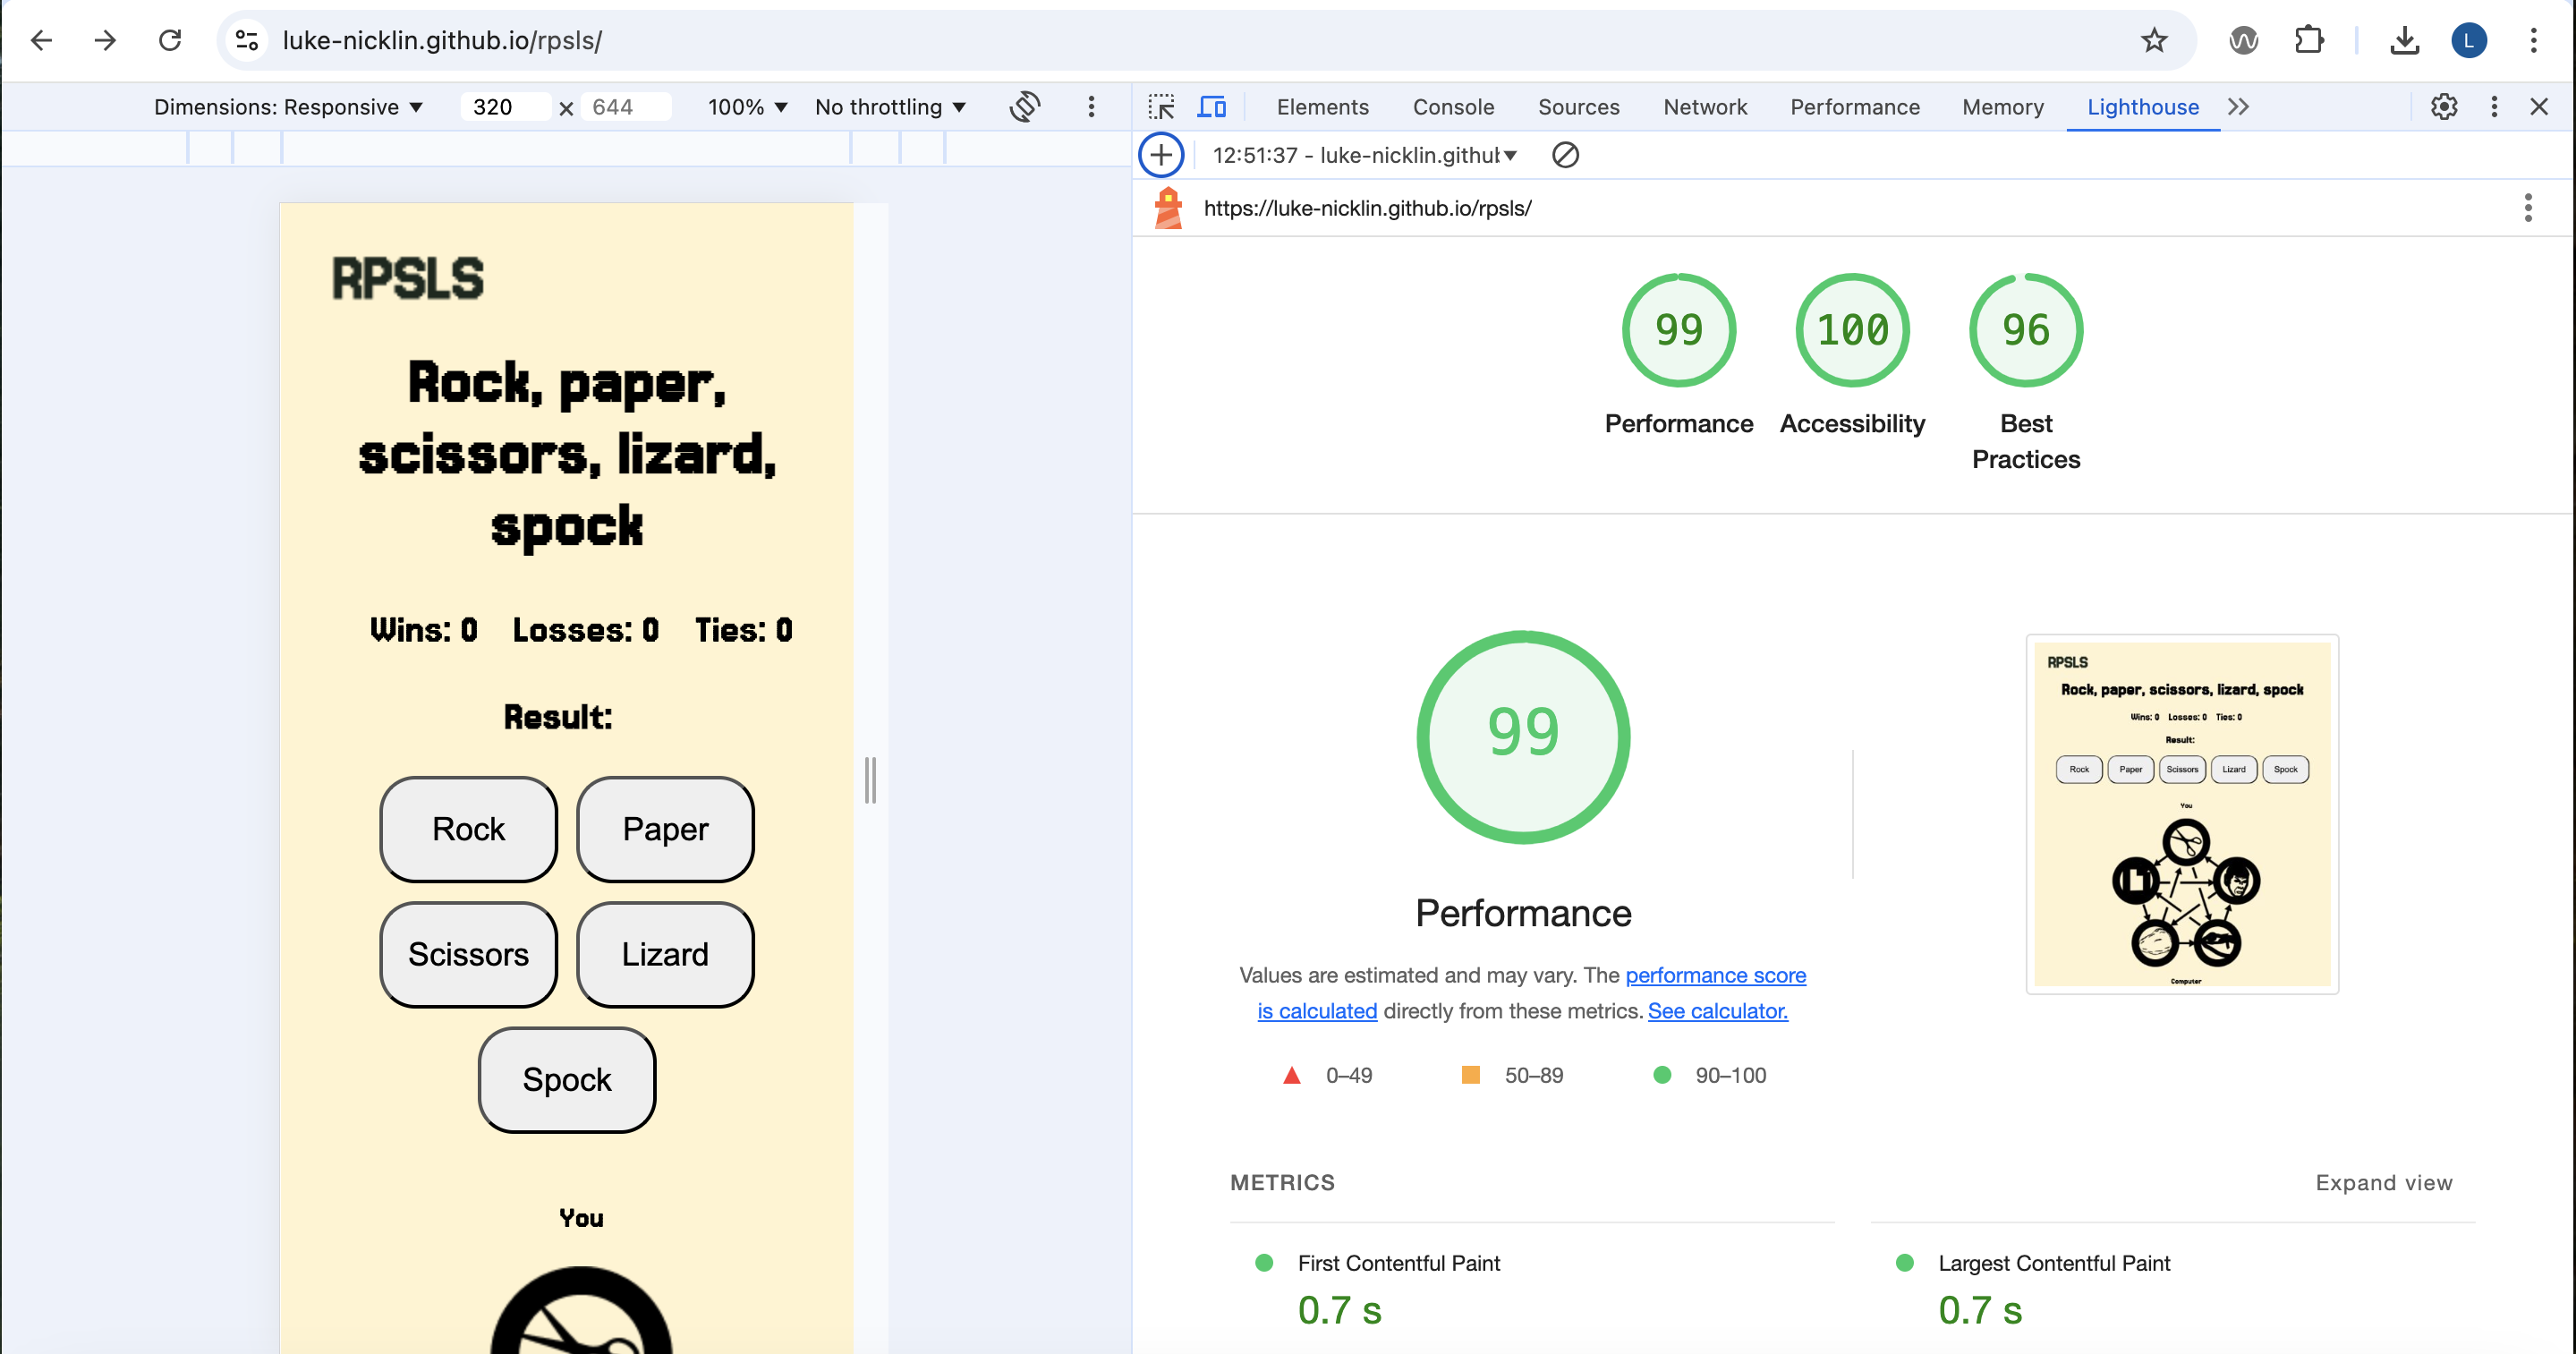 luke-nicklin.github.io/rpsls/
L
Dimensions: Responsive 320 × 644 100% No throttling
Elements Console Sources Network Performance Memory Lighthouse
12:51:37 - luke-nicklin.githul
https://luke-nicklin.github.io/rpsls/
RPSLS
Rock, paper,
scissors, lizard,
spock
Wins: 0 Losses: 0 Ties: 0
Result:
Rock Paper
Scissors Lizard
Spock
You
99 100 96
Performance Accessibility Best
Practices
99
Performance
Values are estimated and may vary. The performance score
is calculated directly from these metrics. See calculator.
0–49 50–89 90–100
RPSLS
Rock, paper, scissors, lizard, spock
Wins: 0 Losses: 0 Ties: 0
Result:
Rock Paper Scissors Lizard Spock
You
Computer
METRICS Expand view
First Contentful Paint Largest Contentful Paint
0.7 s 0.7 s